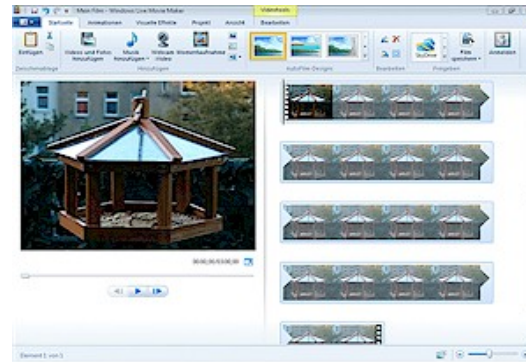 Mein Film - Windows Live Movie Maker
Videotools
Startseite Animationen Visuelle Effekte Projekt Ansicht Bearbeiten
Einfügen
Videos und Fotos hinzufügen
Musik hinzufügen
Webcam Video
SkyDrive
Film speichern
Anmelden
Zwischenablage Hinzufügen AutoFilm-Designs Bearbeiten Freigeben
Element 1 von 1